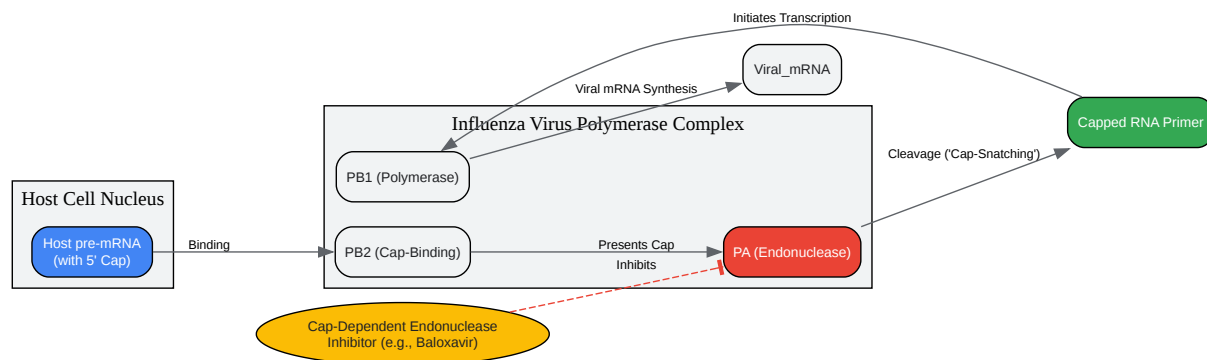 Initiates Transcription
Viral_mRNA
Viral mRNA Synthesis
Influenza Virus Polymerase Complex
Capped RNA Primer
Cleavage ('Cap-Snatching')
PB1 (Polymerase)
Host Cell Nucleus
Host pre-mRNA
(with 5' Cap)
Binding
PB2 (Cap-Binding)
Presents Cap
Inhibits
PA (Endonuclease)
Cap-Dependent Endonuclease
Inhibitor (e.g., Baloxavir)